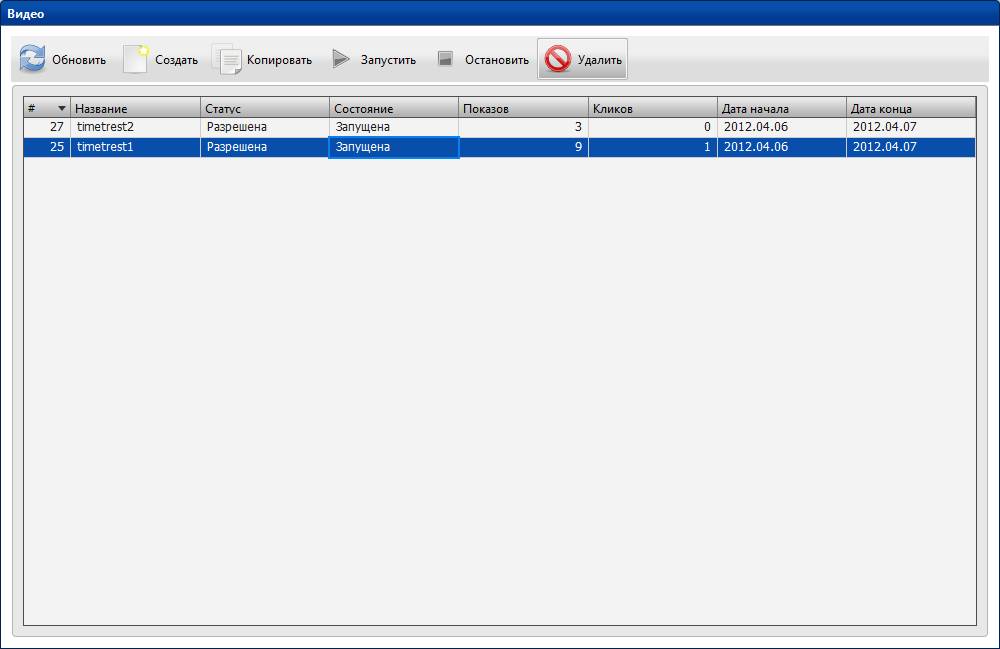 Видео
Обновить Создать Копировать Запустить Остановить Удалить
# Название Статус Состояние Показов Кликов Дата начала Дата конца
27 timetrest2 Разрешена Запущена 3 0 2012.04.06 2012.04.07
25 timetrest1 Разрешена Запущена 9 1 2012.04.06 2012.04.07